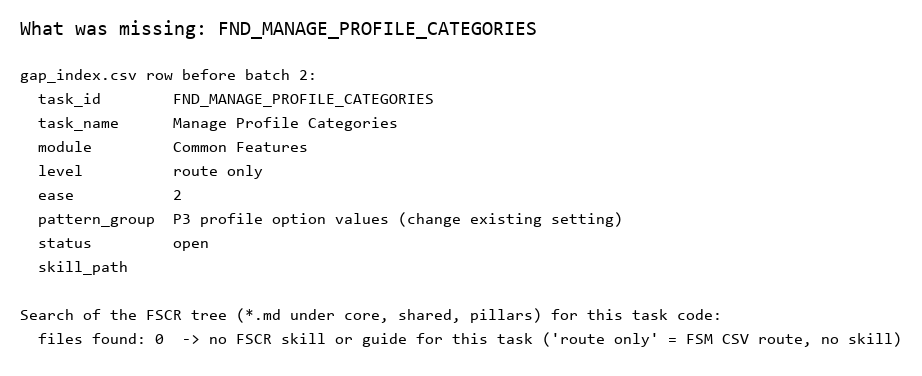 What was missing: FND_MANAGE_PROFILE_CATEGORIES
gap_index.csv row before batch 2:
task_id FND_MANAGE_PROFILE_CATEGORIES
task_name Manage Profile Categories
module Common Features
level route only
ease 2
pattern_group P3 profile option values (change existing setting)
status open
skill_path
Search of the FSCR tree (*.md under core, shared, pillars) for this task code:
files found: 0 -> no FSCR skill or guide for this task ('route only' = FSM CSV route, no skill)